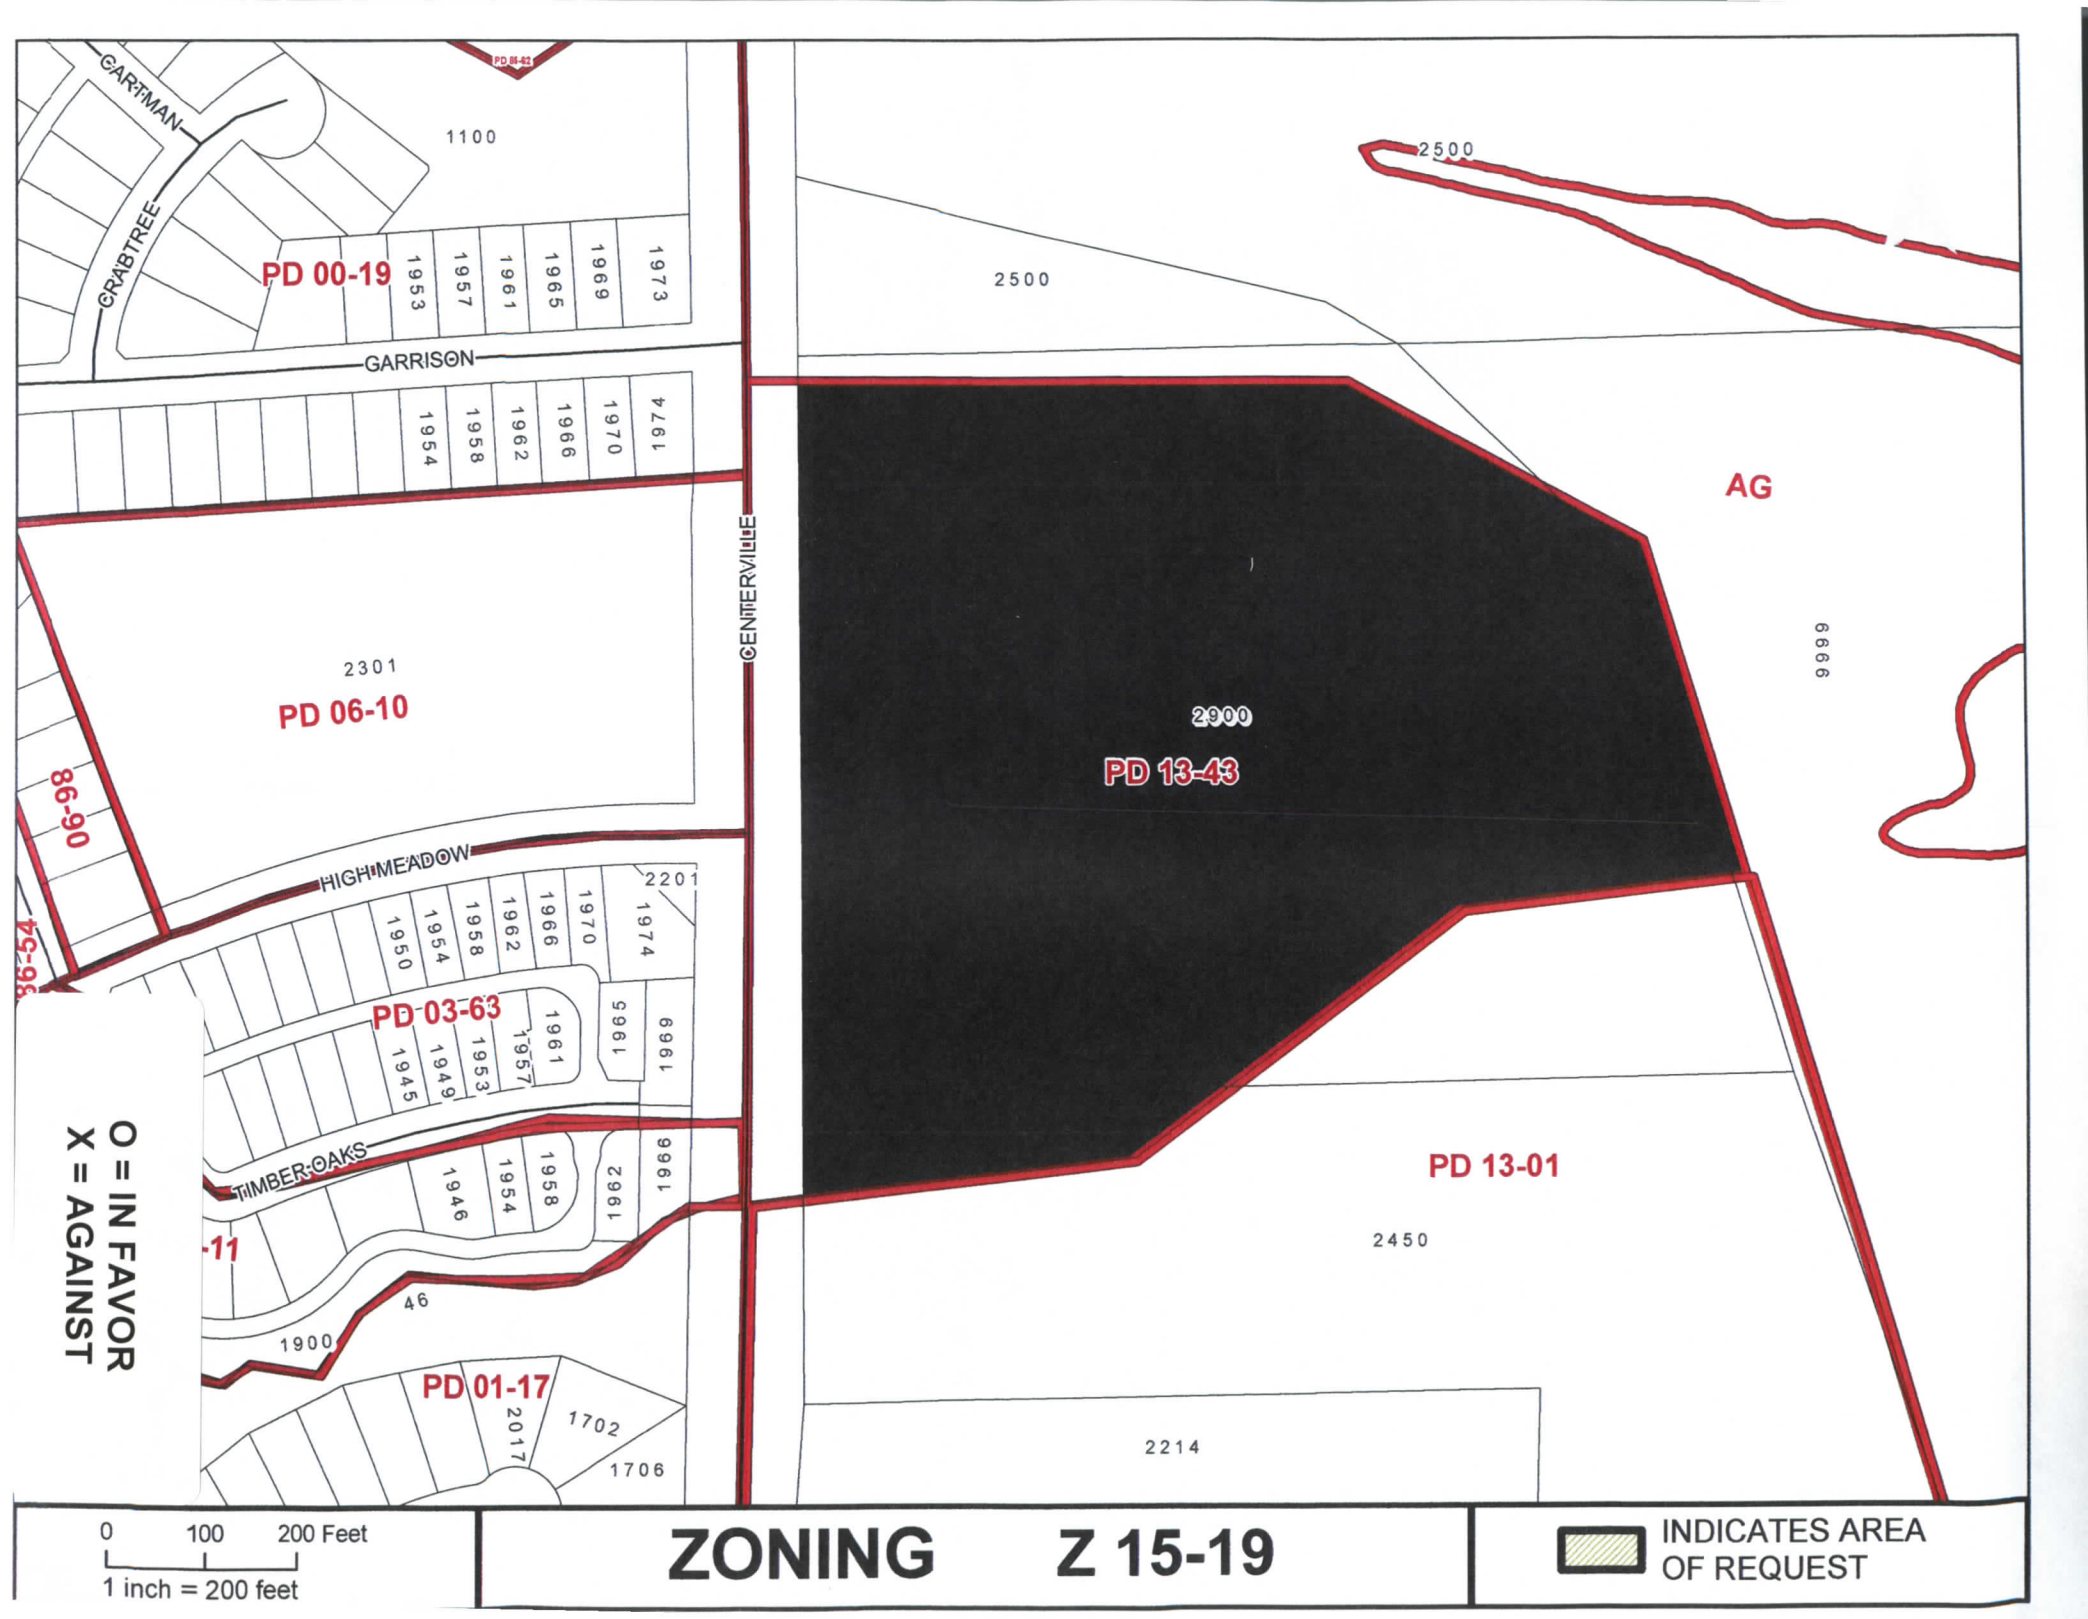 PD 86-62
CARTMAN
1100
2500
CRABTREE
PD 00-19
1953
1957
1961
1965
1969
1973
2500
GARRISON
1954
1958
1962
1966
1970
1974
AG
CENTERVILLE
6666
2301
PD 06-10
2900
PD 13-43
86-90
HIGH MEADOW
2201
1950
1954
1958
1962
1966
1970
1974
86-54
PD 03-63
1945
1949
1953
1957
1961
1965
1969
O = IN FAVOR
X = AGAINST
TIMBER OAKS
1946
1954
1958
1962
1966
PD 13-01
2450
-11
46
1900
PD 01-17
2017
1702
1706
2214
0 100 200 Feet
1 inch = 200 feet
ZONING Z 15-19
INDICATES AREA
OF REQUEST